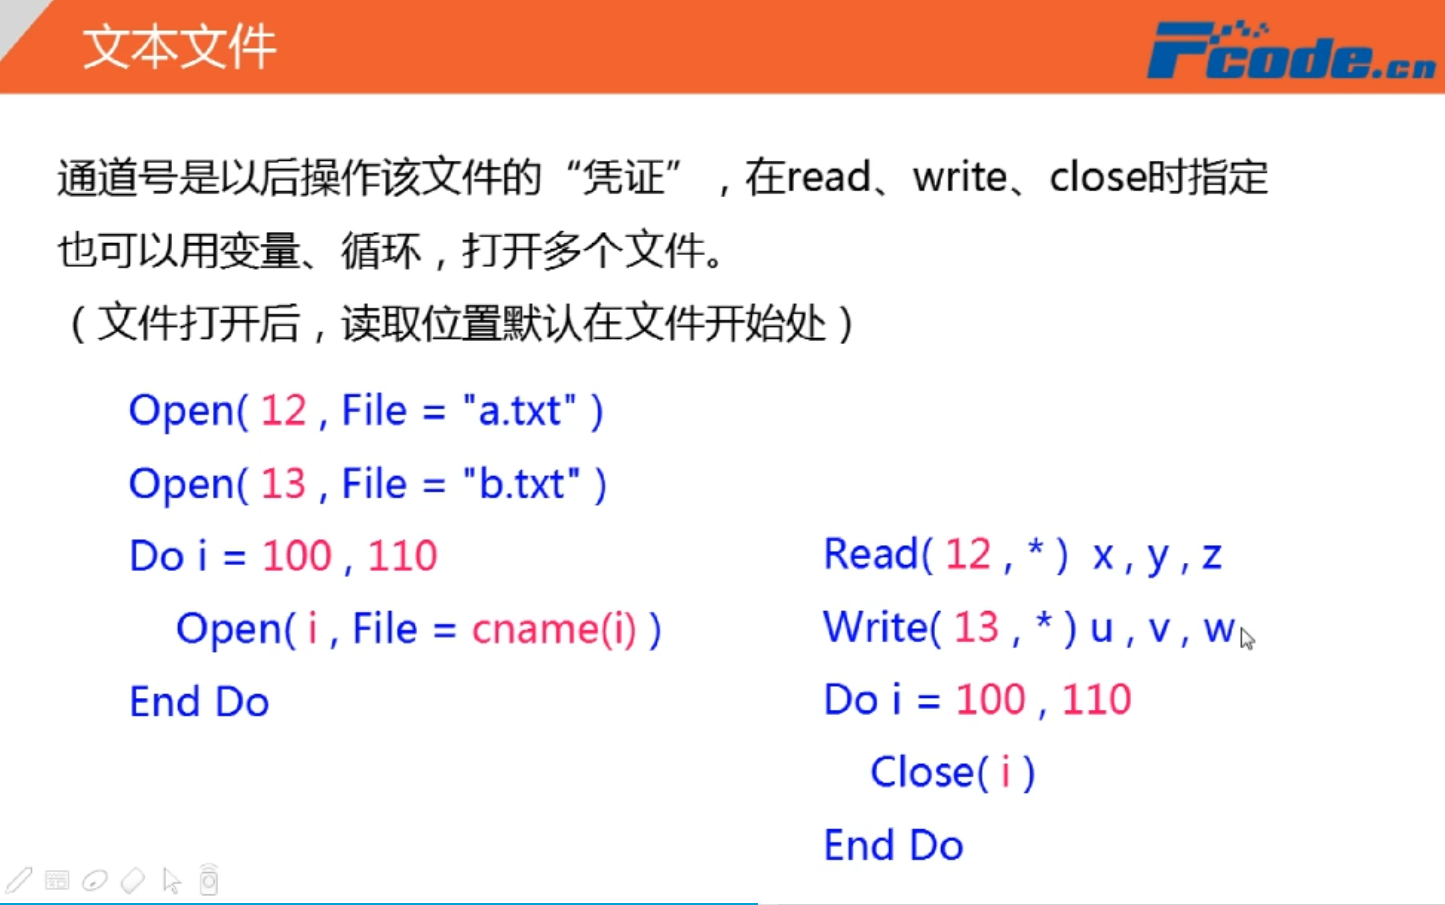 文本文件
Fcode.cn
通道号是以后操作该文件的“凭证”，在read、write、close时指定
也可以用变量、循环，打开多个文件。
（文件打开后，读取位置默认在文件开始处）
Open( 12 , File = "a.txt" )
Open( 13 , File = "b.txt" )
Do i = 100 , 110
Open( i , File = cname(i) )
End Do
Read( 12 , * ) x , y , z
Write( 13 , * ) u , v , w
Do i = 100 , 110
Close( i )
End Do